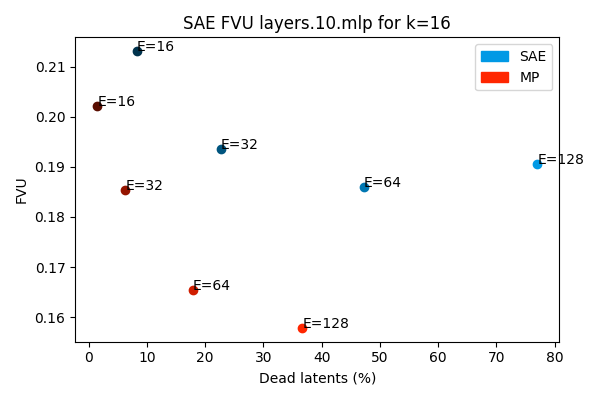 SAE FVU layers.10.mlp for k=16
SAE
MP
E=16
E=16
E=32
E=32
E=64
E=128
E=64
E=128
0.21
0.20
0.19
0.18
0.17
0.16
FVU
0 10 20 30 40 50 60 70 80
Dead latents (%)